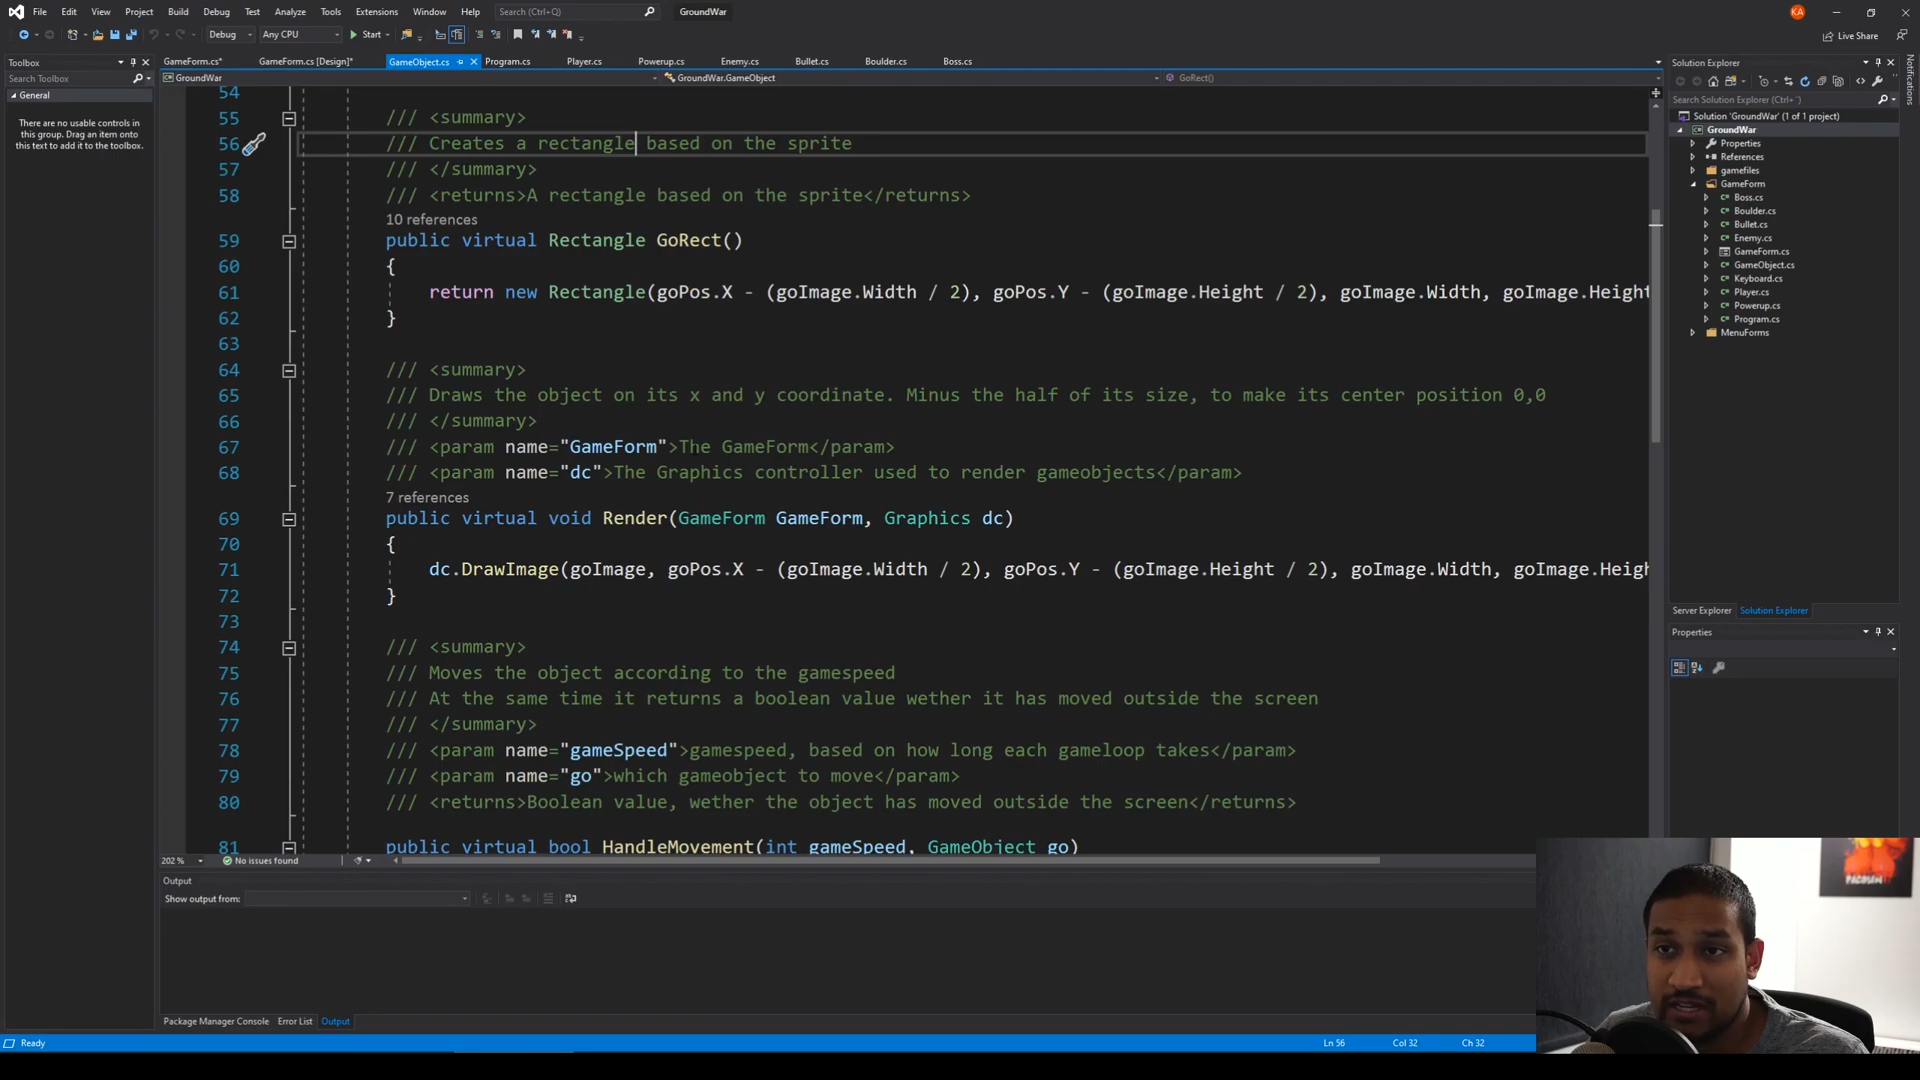 File Edit View Project Build Debug Test Analyze Tools Extensions Window Help Search (Ctrl+Q) GroundWar KA
Debug Any CPU Start Live Share
Toolbox
Search Toolbox
General
There are no usable controls in
this group. Drag an item onto
this text to add it to the toolbox.
GameForm.cs* GameForm.cs [Design]* GameObject.cs Program.cs Player.cs Powerup.cs Enemy.cs Bullet.cs Boulder.cs Boss.cs
GroundWar GroundWar.GameObject GoRect()
54
55 /// <summary>
56 /// Creates a rectangle based on the sprite
57 /// </summary>
58 /// <returns>A rectangle based on the sprite</returns>
10 references
59 public virtual Rectangle GoRect()
60 {
61 return new Rectangle(goPos.X - (goImage.Width / 2), goPos.Y - (goImage.Height / 2), goImage.Width, goImage.Height
62 }
63
64 /// <summary>
65 /// Draws the object on its x and y coordinate. Minus the half of its size, to make its center position 0,0
66 /// </summary>
67 /// <param name="GameForm">The GameForm</param>
68 /// <param name="dc">The Graphics controller used to render gameobjects</param>
7 references
69 public virtual void Render(GameForm GameForm, Graphics dc)
70 {
71 dc.DrawImage(goImage, goPos.X - (goImage.Width / 2), goPos.Y - (goImage.Height / 2), goImage.Width, goImage.Heigh
72 }
73
74 /// <summary>
75 /// Moves the object according to the gamespeed
76 /// At the same time it returns a boolean value wether it has moved outside the screen
77 /// </summary>
78 /// <param name="gameSpeed">gamespeed, based on how long each gameloop takes</param>
79 /// <param name="go">which gameobject to move</param>
80 /// <returns>Boolean value, wether the object has moved outside the screen</returns>
81 public virtual bool HandleMovement(int gameSpeed, GameObject go)
202 % No issues found
Output
Show output from:
Package Manager Console Error List Output
Ready Ln 56 Col 32 Ch 32
Solution Explorer
Search Solution Explorer (Ctrl+¨)
Solution 'GroundWar' (1 of 1 project)
GroundWar
Properties
References
gamefiles
GameForm
Boss.cs
Boulder.cs
Bullet.cs
Enemy.cs
GameForm.cs
GameObject.cs
Keyboard.cs
Player.cs
Powerup.cs
Program.cs
MenuForms
Server Explorer Solution Explorer
Properties
Notifications